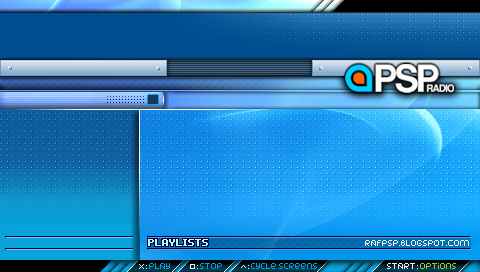 PSP RADIO
PLAYLISTS
RAFPSP.BLOGSPOT.COM
X:PLAY □:STOP ^:CYCLE SCREENS START:OPTIONS